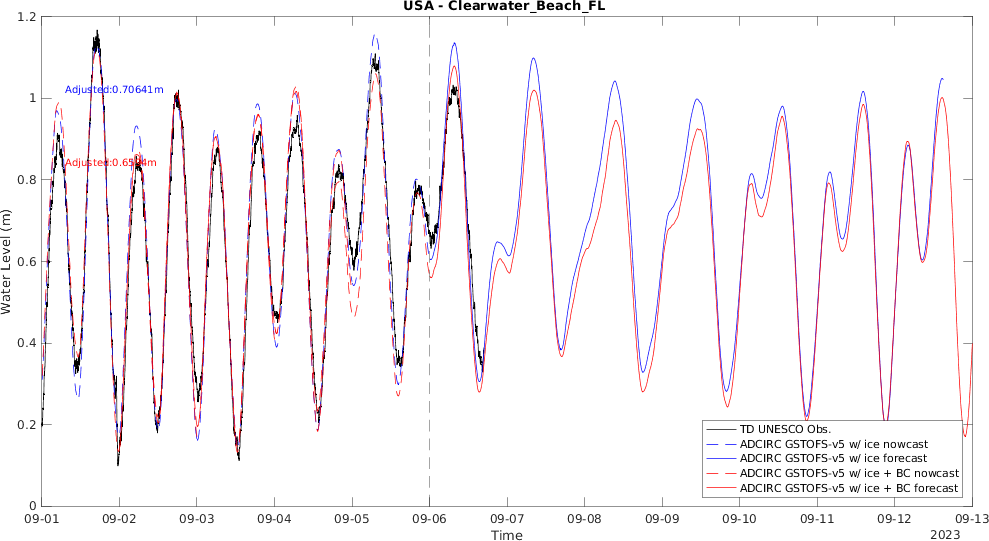 USA - Clearwater_Beach_FL
Water Level (m)
1.2
1
0.8
0.6
0.4
0.2
0
Adjusted:0.70641m
TD UNESCO Obs.
ADCIRC GSTOFS-v5 w/ ice nowcast
ADCIRC GSTOFS-v5 w/ ice forecast
ADCIRC GSTOFS-v5 w/ ice + BC nowcast
ADCIRC GSTOFS-v5 w/ ice + BC forecast
09-01 09-02 09-03 09-04 09-05 09-06 09-07 09-08 09-09 09-10 09-11 09-12 09-13
Time
2023